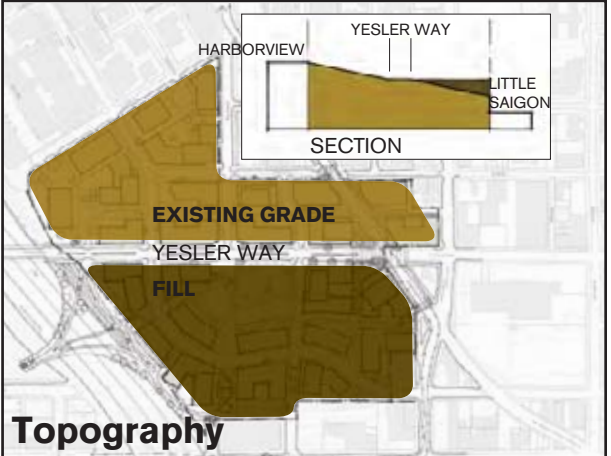 YESLER WAY
HARBORVIEW
LITTLE
SAIGON
SECTION
EXISTING GRADE
YESLER WAY
FILL
Topography